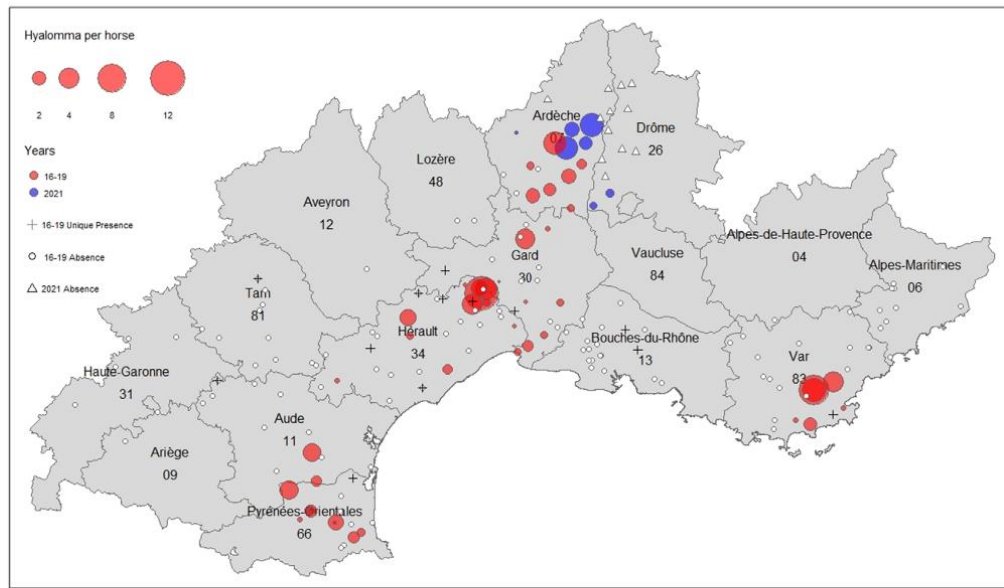 Hyalomma per horse
2 4 8 12
Years
16-19
2021
16-19 Unique Presence
16-19 Absence
2021 Absence
Ardèche
07
Drôme
26
Lozère
48
Aveyron
12
Gard
30
Vaucluse
84
Alpes-de-Haute-Provence
04
Alpes-Maritimes
06
Tarn
81
Hérault
34
Bouches-du-Rhône
13
Var
83
Haute-Garonne
31
Aude
11
Ariège
09
Pyrénées-Orientales
66